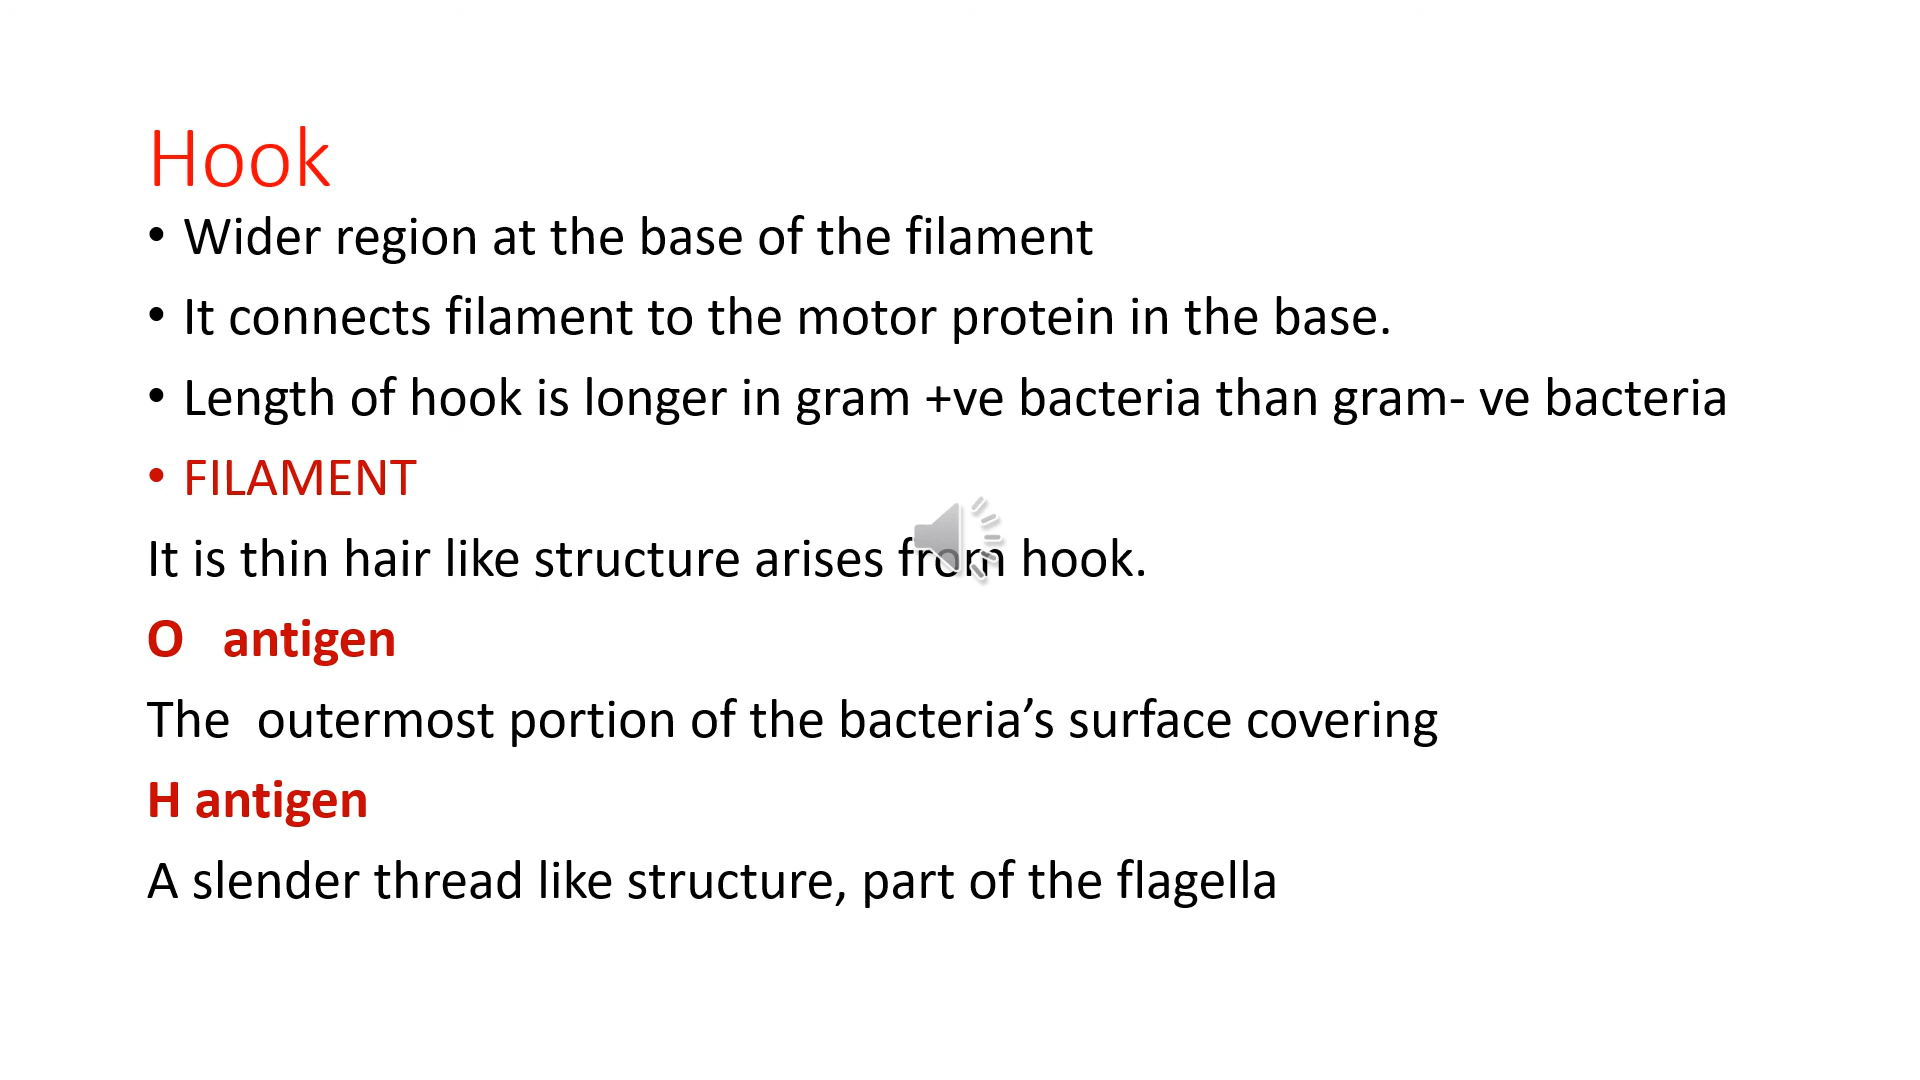 Hook
• Wider region at the base of the filament
• It connects filament to the motor protein in the base.
• Length of hook is longer in gram +ve bacteria than gram- ve bacteria
• FILAMENT
It is thin hair like structure arises from hook.
O   antigen
The  outermost portion of the bacteria’s surface covering
H antigen
A slender thread like structure, part of the flagella